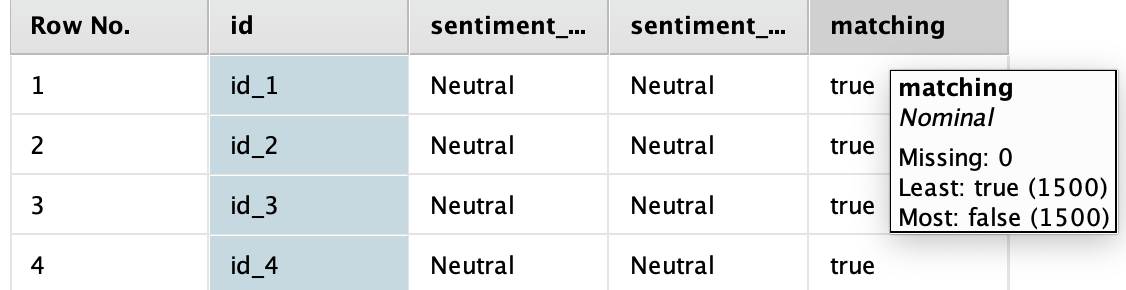 Row No. id sentiment_... sentiment_... matching
1 id_1 Neutral Neutral true
2 id_2 Neutral Neutral true
3 id_3 Neutral Neutral true
4 id_4 Neutral Neutral true
matching
Nominal
Missing: 0
Least: true (1500)
Most: false (1500)